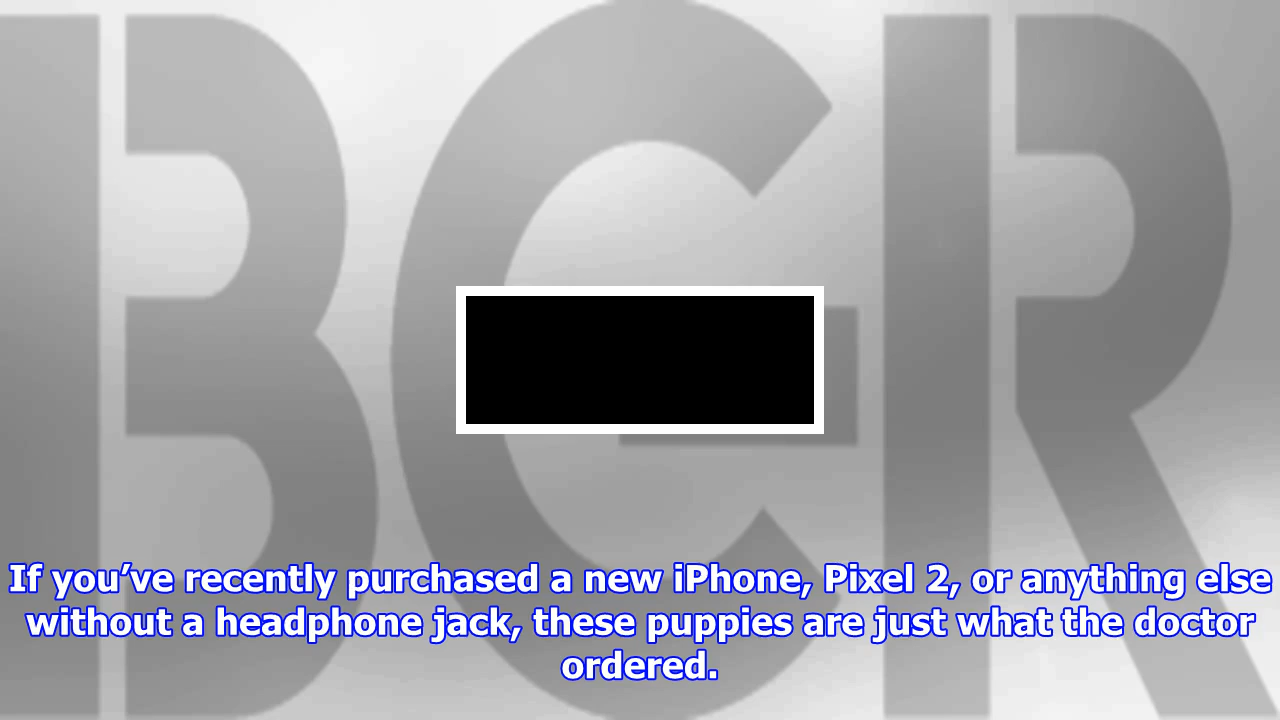 BGR
If you’ve recently purchased a new iPhone, Pixel 2, or anything else
without a headphone jack, these puppies are just what the doctor
ordered.